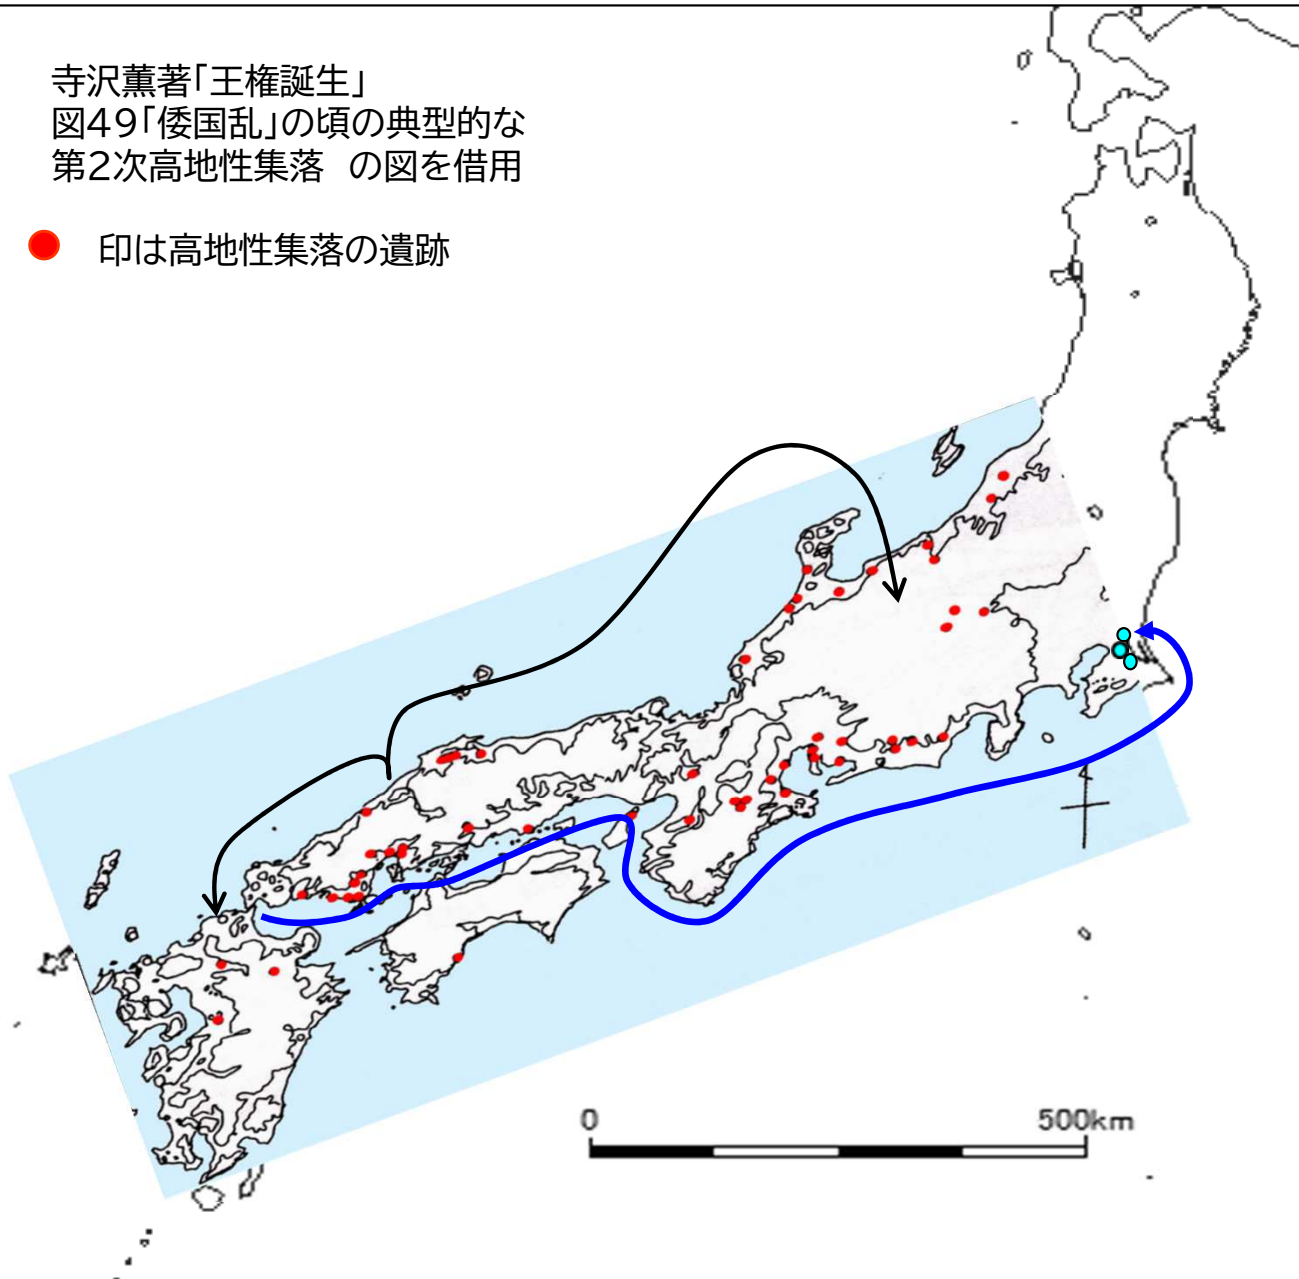 寺沢薫著「王権誕生」
図49「倭国乱」の頃の典型的な
第2次高地性集落　の図を借用
印は高地性集落の遺跡
0 500km